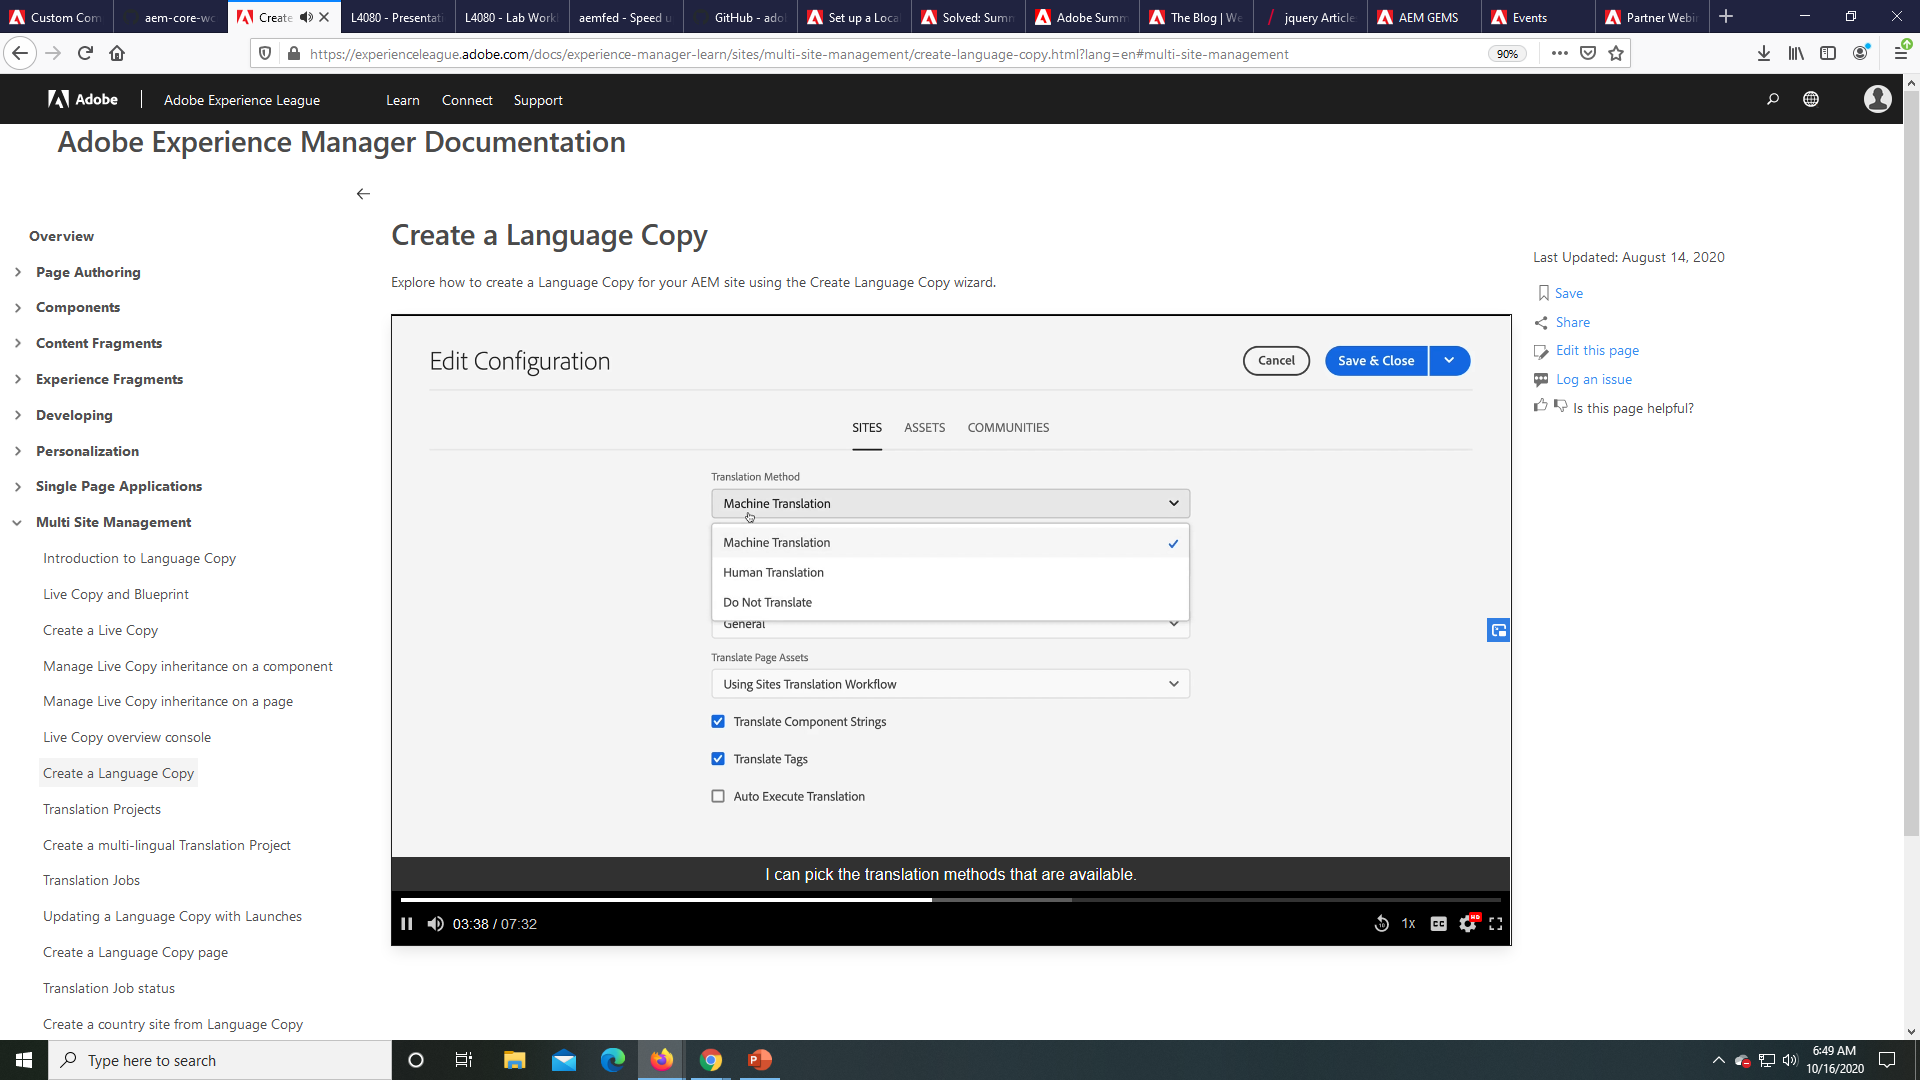 Custom Com
aem-core-wc
Create
L4080 - Presentati
L4080 - Lab Work
aemfed - Speed u
GitHub - ado
Set up a Loca
Solved: Sum
Adobe Summ
The Blog | We
jquery Article
AEM GEMS
Events
Partner Webi
https://experienceleague.adobe.com/docs/experience-manager-learn/sites/multi-site-management/create-language-copy.html?lang=en#multi-site-management
90%
Adobe
Adobe Experience League
Learn
Connect
Support
Adobe Experience Manager Documentation
Overview
Page Authoring
Components
Content Fragments
Experience Fragments
Developing
Personalization
Single Page Applications
Multi Site Management
Introduction to Language Copy
Live Copy and Blueprint
Create a Live Copy
Manage Live Copy inheritance on a component
Manage Live Copy inheritance on a page
Live Copy overview console
Create a Language Copy
Translation Projects
Create a multi-lingual Translation Project
Translation Jobs
Updating a Language Copy with Launches
Create a Language Copy page
Translation Job status
Create a country site from Language Copy
Create a Language Copy
Explore how to create a Language Copy for your AEM site using the Create Language Copy wizard.
Edit Configuration
Cancel
Save & Close
SITES
ASSETS
COMMUNITIES
Translation Method
Machine Translation
Machine Translation
Human Translation
Do Not Translate
General
Translate Page Assets
Using Sites Translation Workflow
Translate Component Strings
Translate Tags
Auto Execute Translation
I can pick the translation methods that are available.
03:38 / 07:32
10
1x
CC
HD
Last Updated: August 14, 2020
Save
Share
Edit this page
Log an issue
Is this page helpful?
Type here to search
6:49 AM
10/16/2020